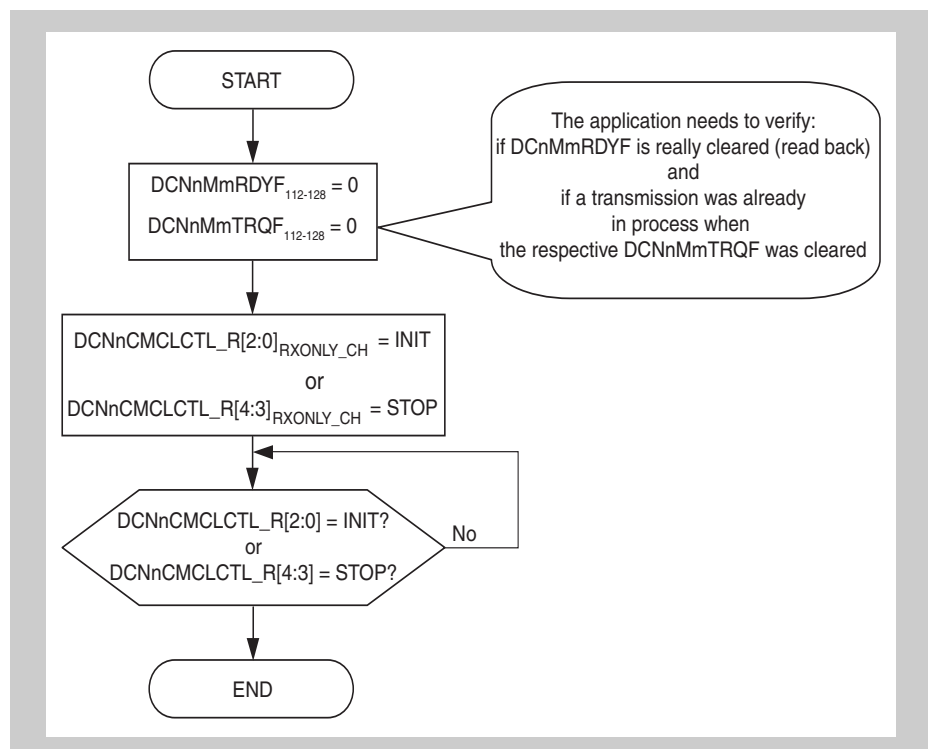 START
The application needs to verify:
if DCnMmRDYF is really cleared (read back)
and
if a transmission was already
in process when
the respective DCNnMmTRQF was cleared
DCNnMmRDYF112-128 = 0
DCNnMmTRQF112-128 = 0
DCNnCMCLCTL_R[2:0]RXONLY_CH = INIT
or
DCNnCMCLCTL_R[4:3]RXONLY_CH = STOP
DCNnCMCLCTL_R[2:0] = INIT?
or
DCNnCMCLCTL_R[4:3] = STOP?
No
END